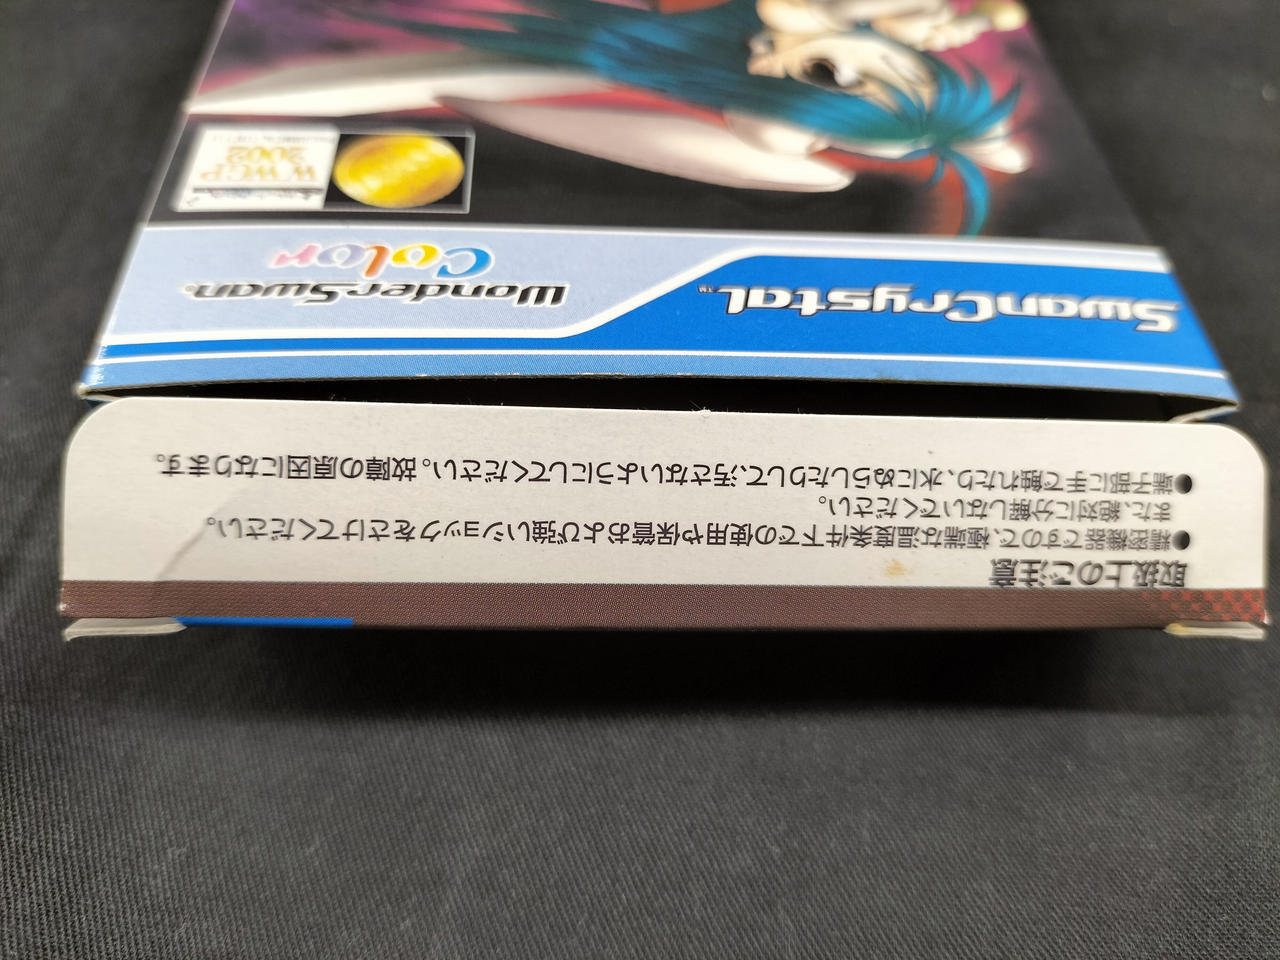 取扱上のご注意
●精密機器ですので、極端な温度条件下での使用や保管および強いショックをさけてください。
また、絶対に分解しないでください。
●端子部に手で触れたり、水にぬらしたりして、汚さないようにしてください。故障の原因になります。
SwanCrystal™
WonderSwan®
Color
WWGP
2002